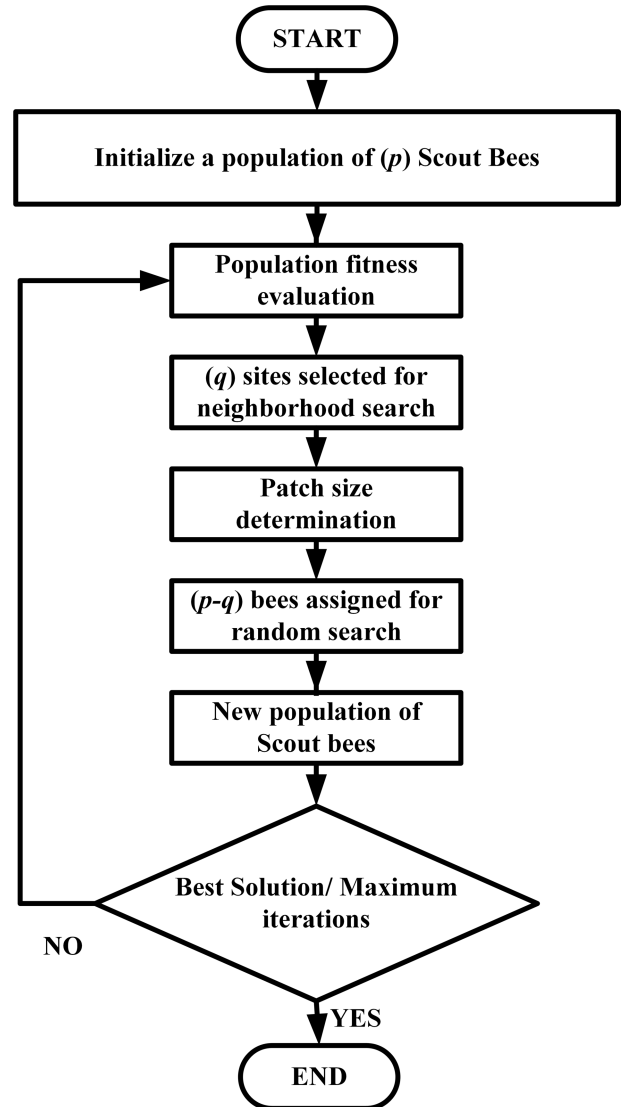 START
Initialize a population of (p) Scout Bees
Population fitness
evaluation
(q) sites selected for
neighborhood search
Patch size
determination
(p-q) bees assigned for
random search
New population of
Scout bees
Best Solution/ Maximum
iterations
NO
YES
END